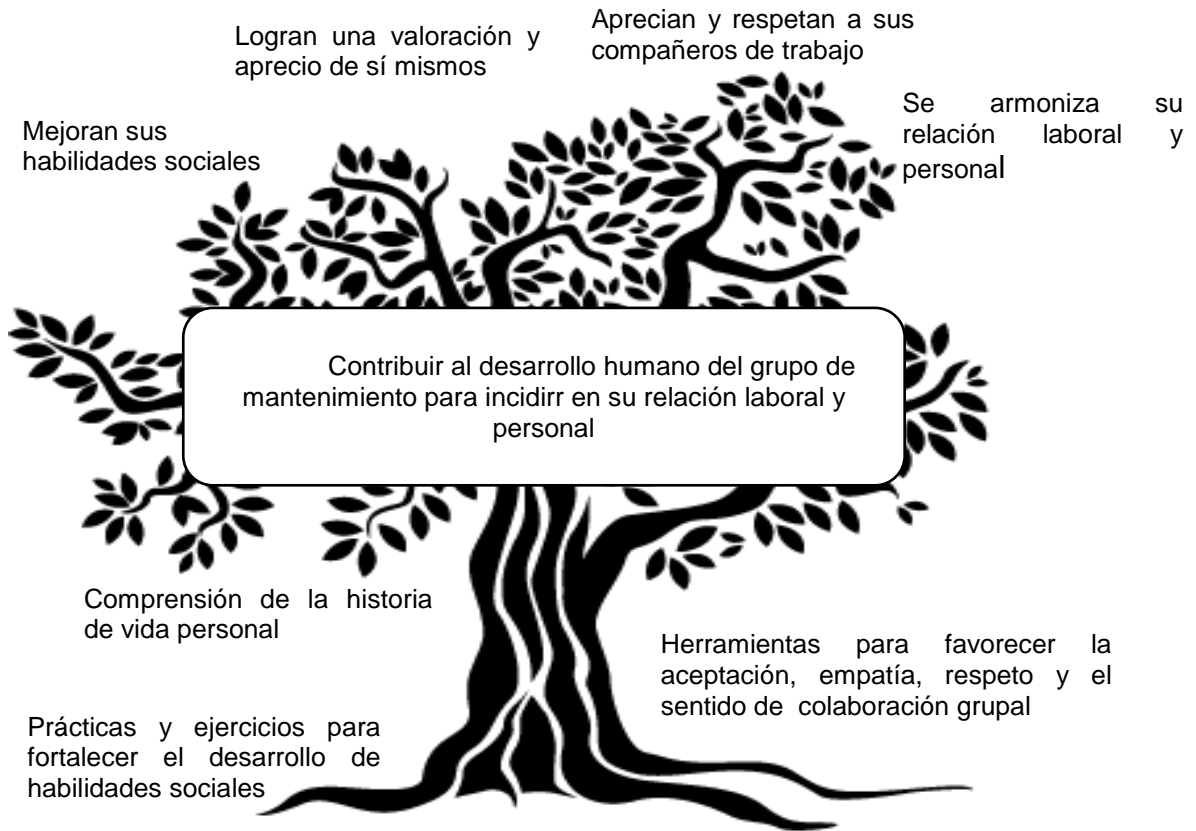 Logran una valoración y
aprecio de sí mismos
Aprecian y respetan a sus
compañeros de trabajo
Se armoniza su
relación laboral y
personal
Mejoran sus
habilidades sociales
Contribuir al desarrollo humano del grupo de
mantenimiento para incidirr en su relación laboral y
personal
Comprensión de la historia
de vida personal
Herramientas para favorecer la
aceptación, empatía, respeto y el
sentido de colaboración grupal
Prácticas y ejercicios para
fortalecer el desarrollo de
habilidades sociales